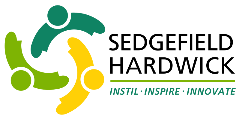 SEDGEFIELD
HARDWICK
INSTIL · INSPIRE · INNOVATE